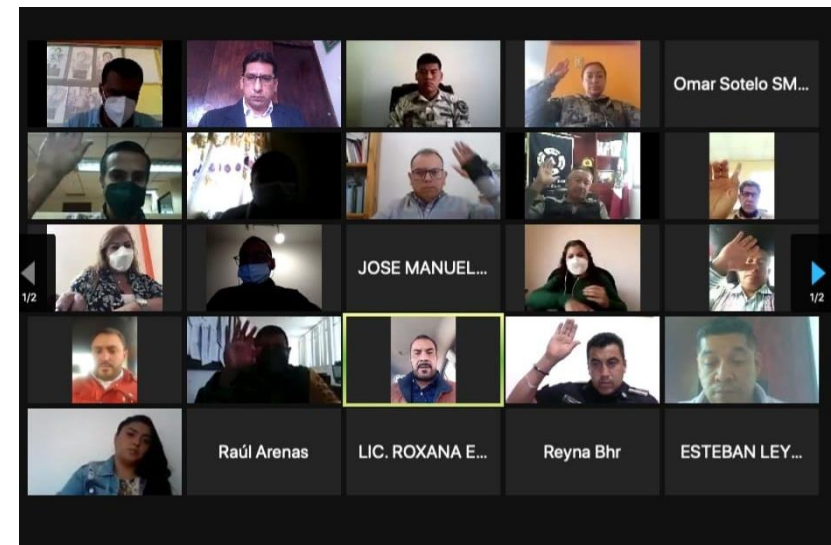 Omar Sotelo SM...
JOSE MANUEL...
1/2
1/2
Raúl Arenas
LIC. ROXANA E...
Reyna Bhr
ESTEBAN LEY...